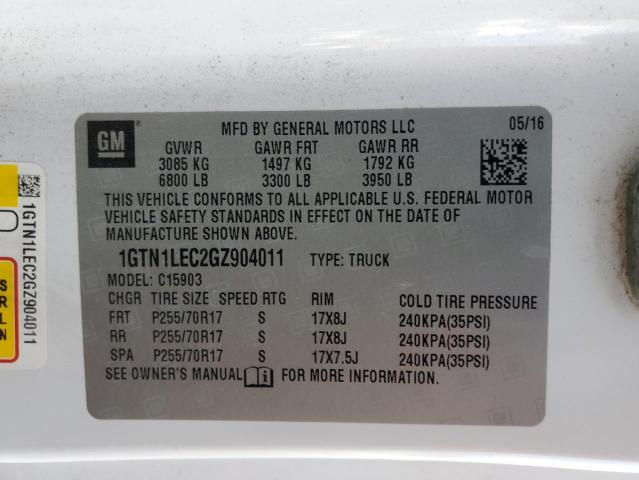 GM
MFD BY GENERAL MOTORS LLC 05/16
GVWR GAWR FRT GAWR RR
3085 KG 1497 KG 1792 KG
6800 LB 3300 LB 3950 LB
THIS VEHICLE CONFORMS TO ALL APPLICABLE U.S. FEDERAL MOTOR
VEHICLE SAFETY STANDARDS IN EFFECT ON THE DATE OF
MANUFACTURE SHOWN ABOVE.
1GTN1LEC2GZ904011 TYPE: TRUCK
MODEL: C15903
CHGR TIRE SIZE SPEED RTG RIM COLD TIRE PRESSURE
FRT P255/70R17 S 17X8J 240KPA(35PSI)
RR P255/70R17 S 17X8J 240KPA(35PSI)
SPA P255/70R17 S 17X7.5J 240KPA(35PSI)
SEE OWNER'S MANUAL FOR MORE INFORMATION.
1GTN1LEC2GZ904011